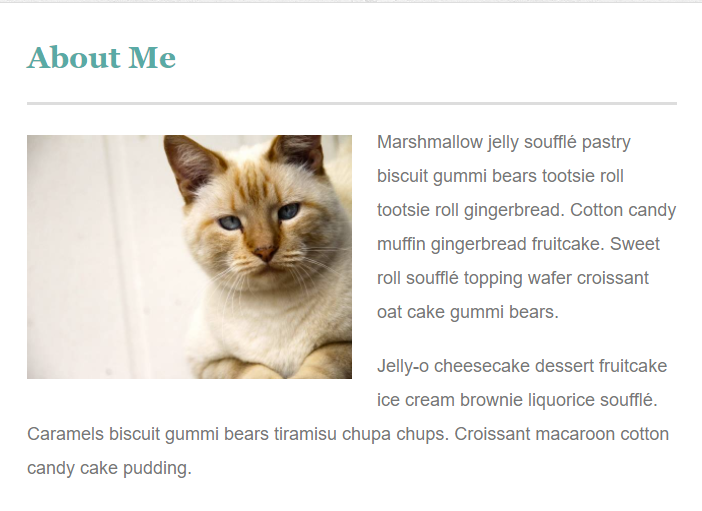 About Me
Marshmallow jelly soufflé pastry
biscuit gummi bears tootsie roll
tootsie roll gingerbread. Cotton candy
muffin gingerbread fruitcake. Sweet
roll soufflé topping wafer croissant
oat cake gummi bears.
Jelly-o cheesecake dessert fruitcake
ice cream brownie liquorice soufflé.
Caramels biscuit gummi bears tiramisu chupa chups. Croissant macaroon cotton
candy cake pudding.